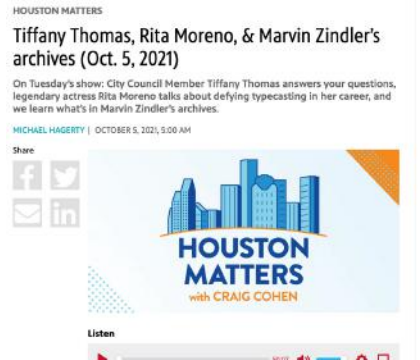 HOUSTON MATTERS
Tiffany Thomas, Rita Moreno, & Marvin Zindler's
archives (Oct. 5, 2021)
On Tuesday's show: City Council Member Tiffany Thomas answers your questions,
legendary actress Rita Moreno talks about defying typecasting in her career, and
we learn what's in Marvin Zindler's archives.
MICHAEL HAGERTY | OCTOBER 5, 2021, 5:00 AM
Share
HOUSTON
MATTERS
with CRAIG COHEN
Listen